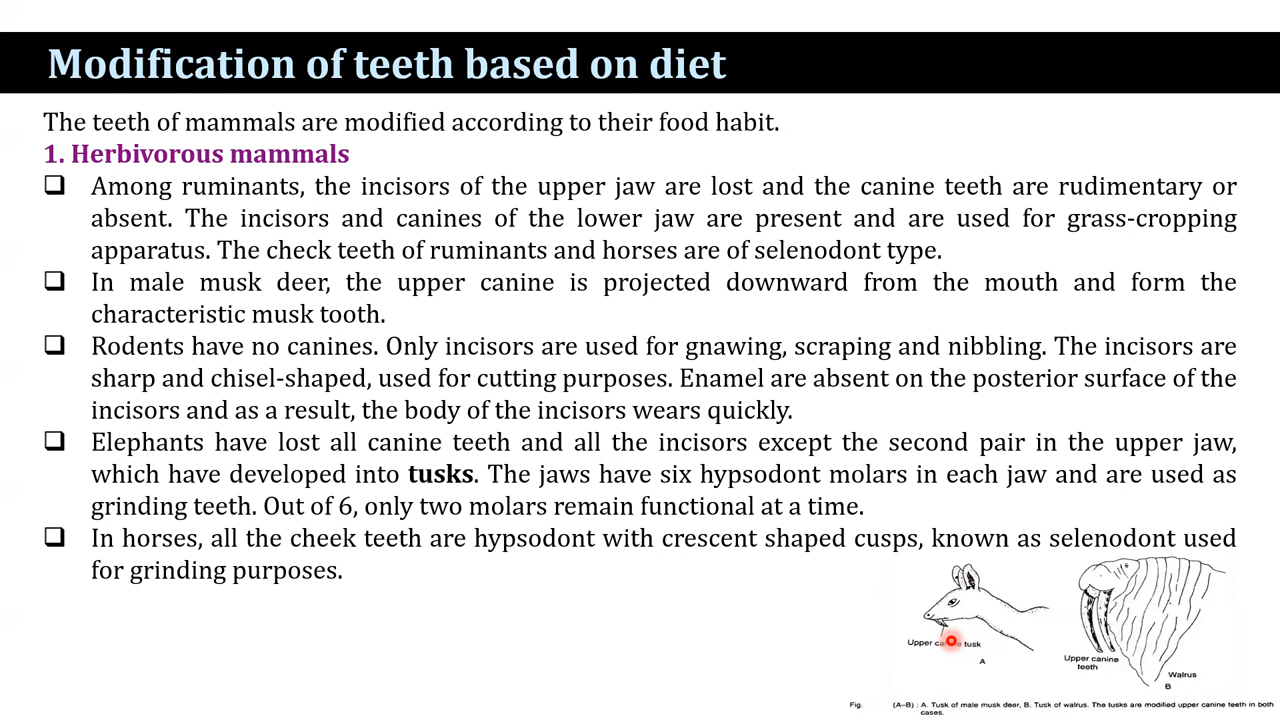 Modification of teeth based on diet
The teeth of mammals are modified according to their food habit.
1. Herbivorous mammals
❑ Among ruminants, the incisors of the upper jaw are lost and the canine teeth are rudimentary or
absent. The incisors and canines of the lower jaw are present and are used for grass-cropping
apparatus. The check teeth of ruminants and horses are of selenodont type.
❑ In male musk deer, the upper canine is projected downward from the mouth and form the
characteristic musk tooth.
❑ Rodents have no canines. Only incisors are used for gnawing, scraping and nibbling. The incisors are
sharp and chisel-shaped, used for cutting purposes. Enamel are absent on the posterior surface of the
incisors and as a result, the body of the incisors wears quickly.
❑ Elephants have lost all canine teeth and all the incisors except the second pair in the upper jaw,
which have developed into tusks. The jaws have six hypsodont molars in each jaw and are used as
grinding teeth. Out of 6, only two molars remain functional at a time.
❑ In horses, all the cheek teeth are hypsodont with crescent shaped cusps, known as selenodont used
for grinding purposes.
Upper canine tusk
A
Upper canine
teeth
Walrus
B
Fig. (A–B) : A. Tusk of male musk deer, B. Tusk of walrus. The tusks are modified upper canine teeth in both
cases.